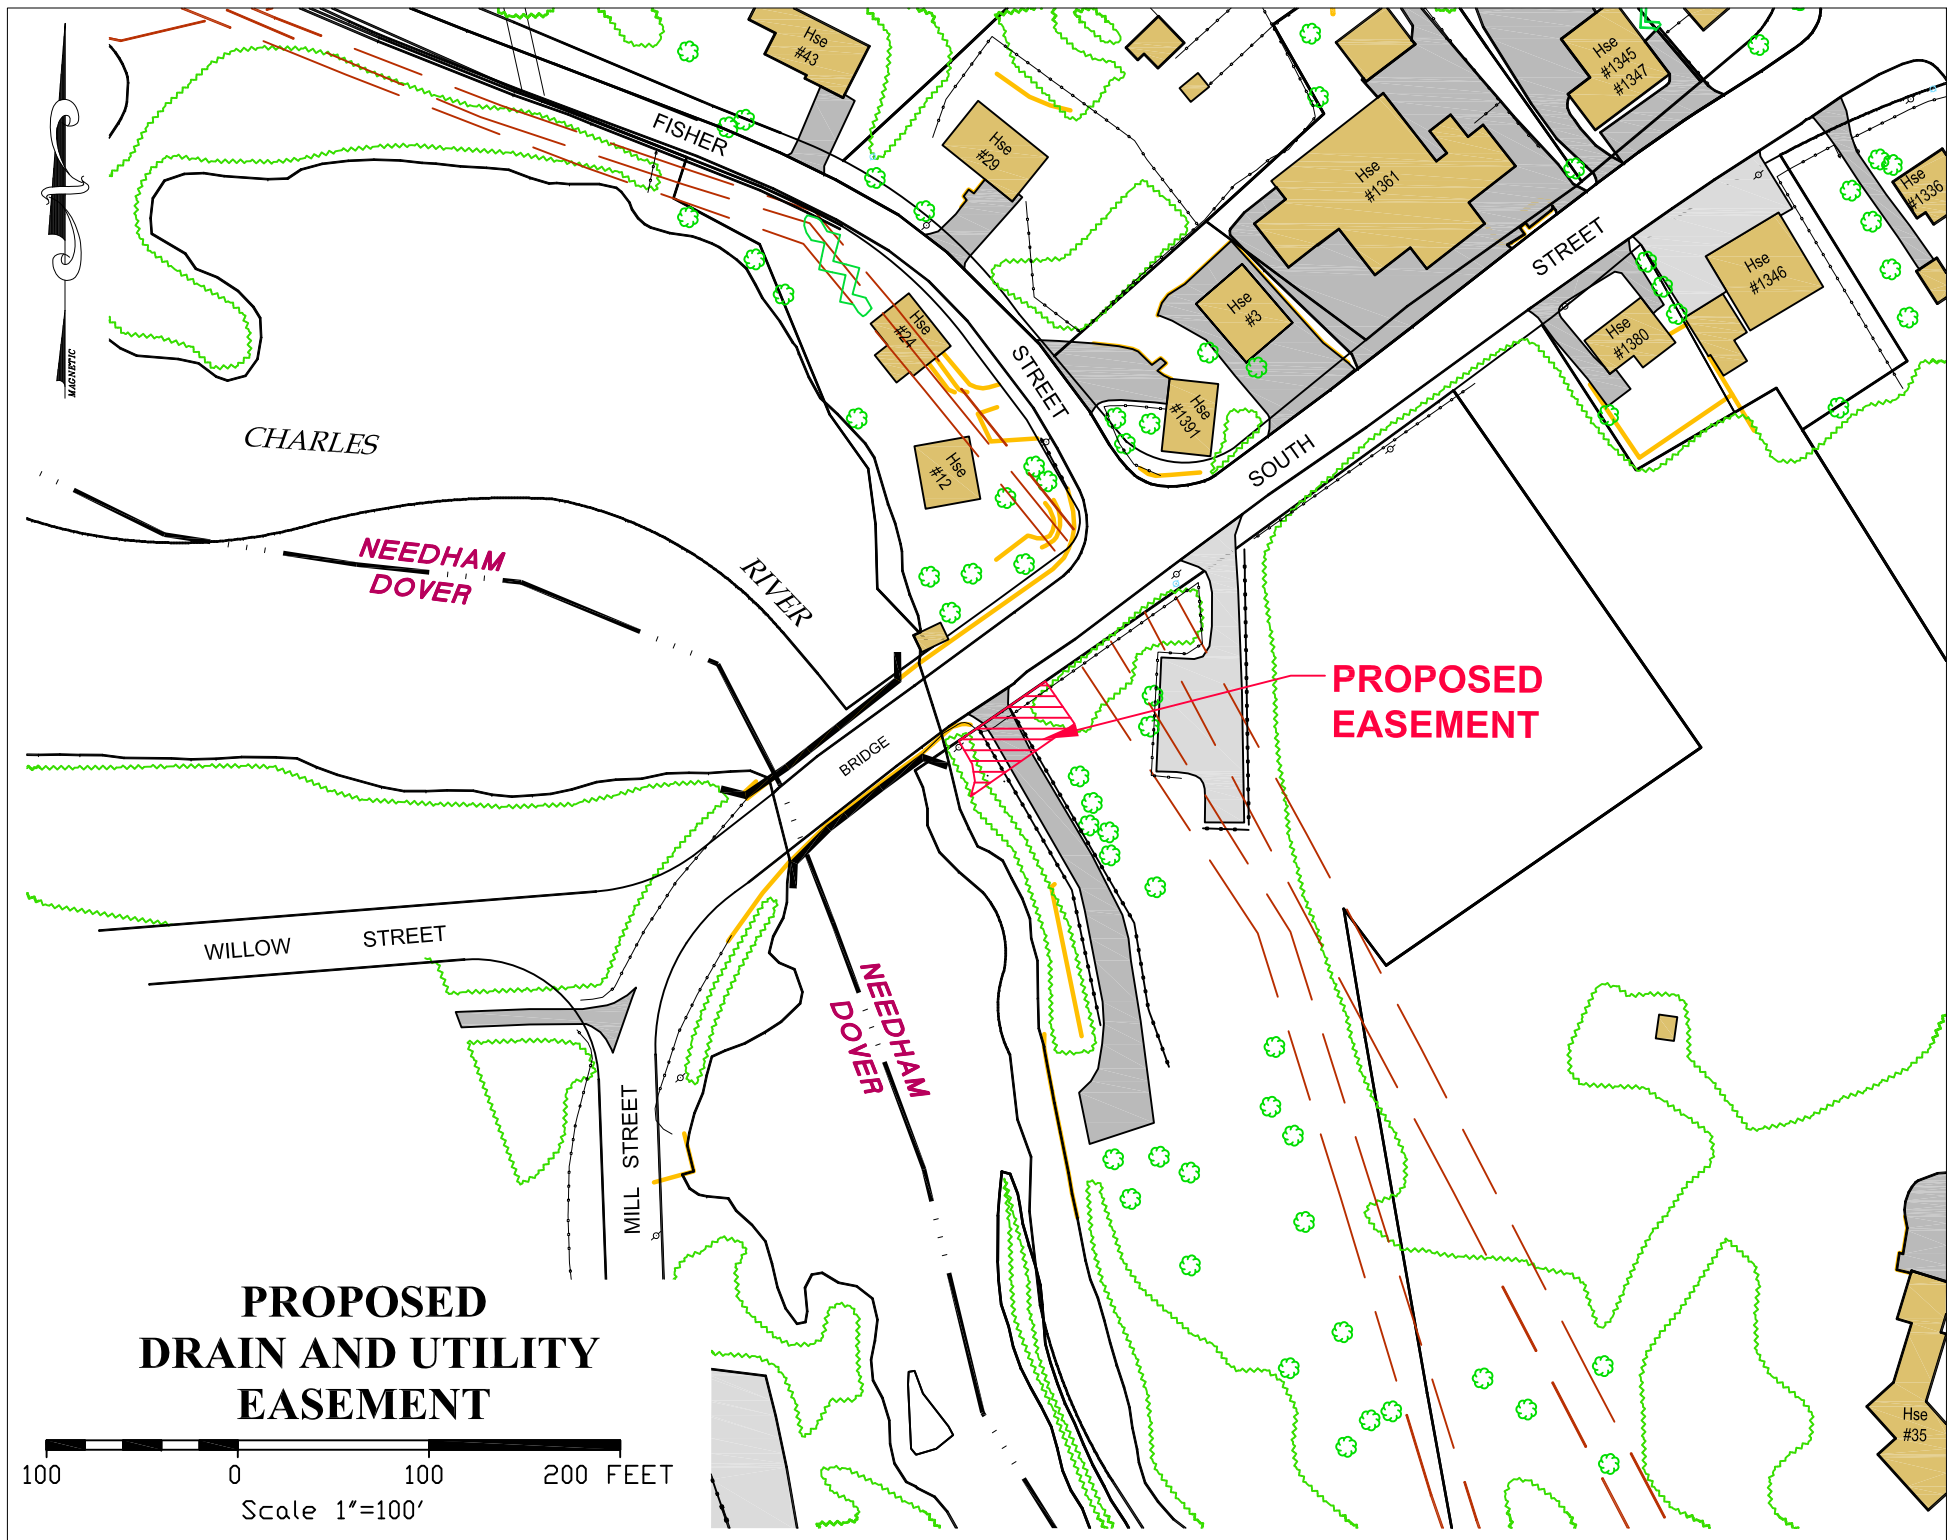 Hse
#43
Hse
#1345
#1347
FISHER
Hse
#29
Hse
#1361
Hse
#1336
STREET
Hse
#1346
Hse
#3
Hse
#24
Hse
#1380
MAGNETIC
STREET
Hse
#1391
CHARLES
SOUTH
Hse
#12
NEEDHAM
DOVER
RIVER
PROPOSED
EASEMENT
BRIDGE
WILLOW STREET
NEEDHAM
DOVER
MILL STREET
PROPOSED
DRAIN AND UTILITY
EASEMENT
Hse
#35
100 0 100 200 FEET
Scale 1"=100'